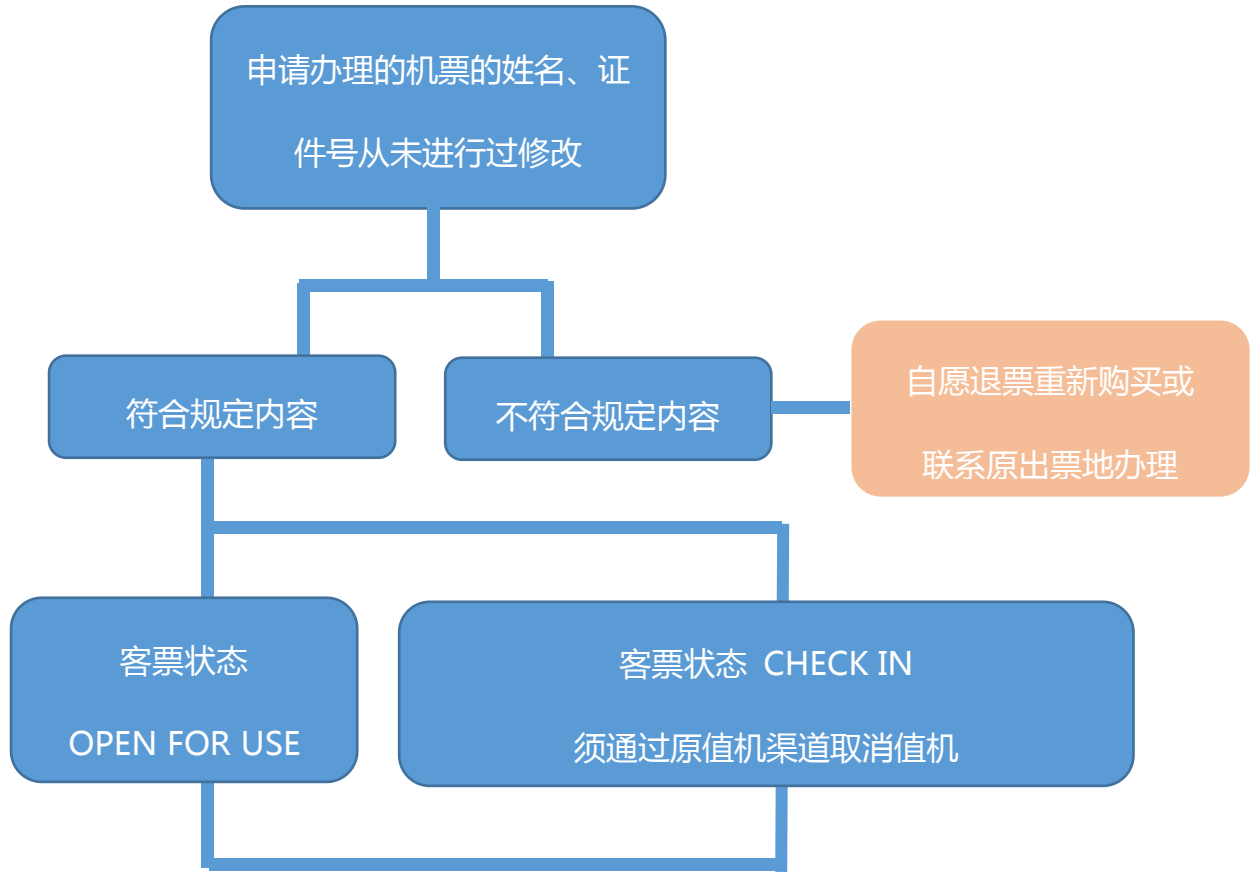 申请办理的机票的姓名、证
件号从未进行过修改
符合规定内容
不符合规定内容
自愿退票重新购买或
联系原出票地办理
客票状态
OPEN FOR USE
客票状态 CHECK IN
须通过原值机渠道取消值机